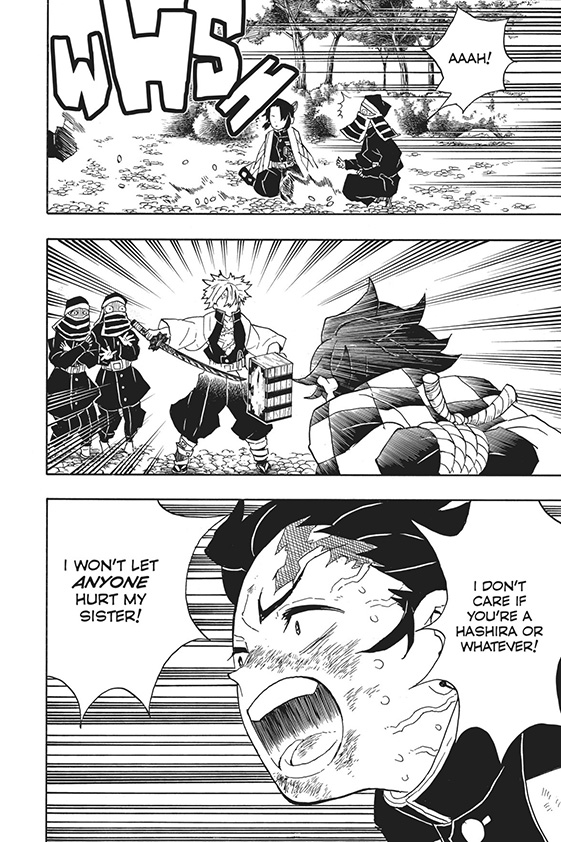 AAAH!
WHSH
I DON'T
CARE IF
YOU'RE A
HASHIRA OR
WHATEVER!
I WON'T LET
ANYONE
HURT MY
SISTER!